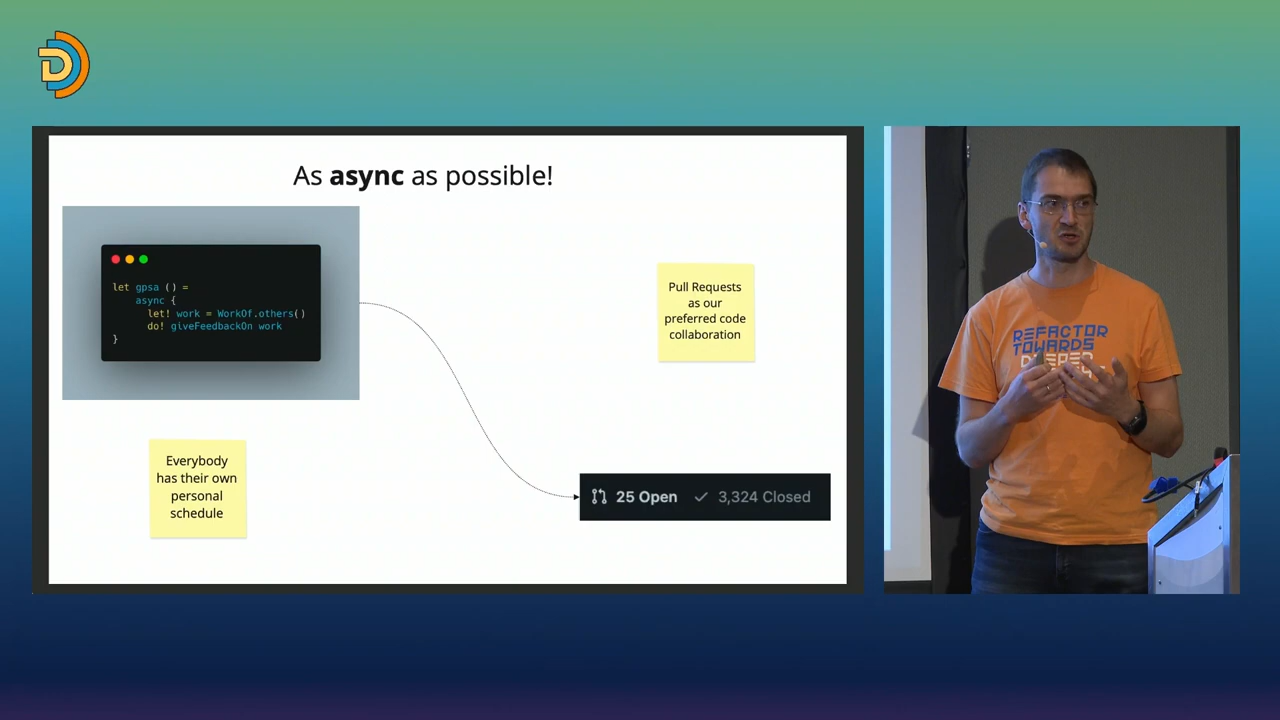 As async as possible!
let gpsa () =
async {
let! work = WorkOf.others()
do! giveFeedbackOn work
}
Pull Requests
as our
preferred code
collaboration
Everybody
has their own
personal
schedule
25 Open 3,324 Closed
REFACTOR
TOWARDS
DEEPER